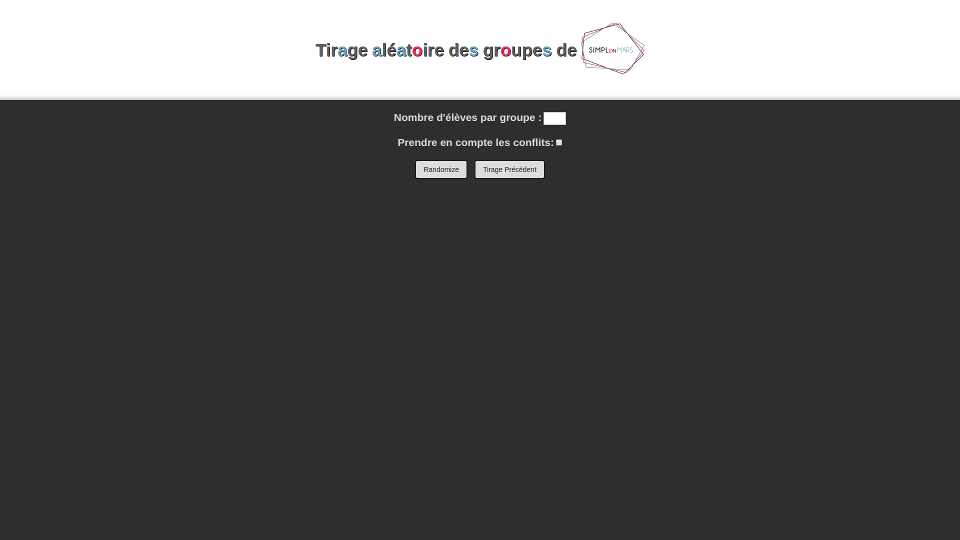 Tirage aléatoire des groupes de SIMPLON MARS
Nombre d'élèves par groupe :
Prendre en compte les conflits:
Randomize Tirage Précédent